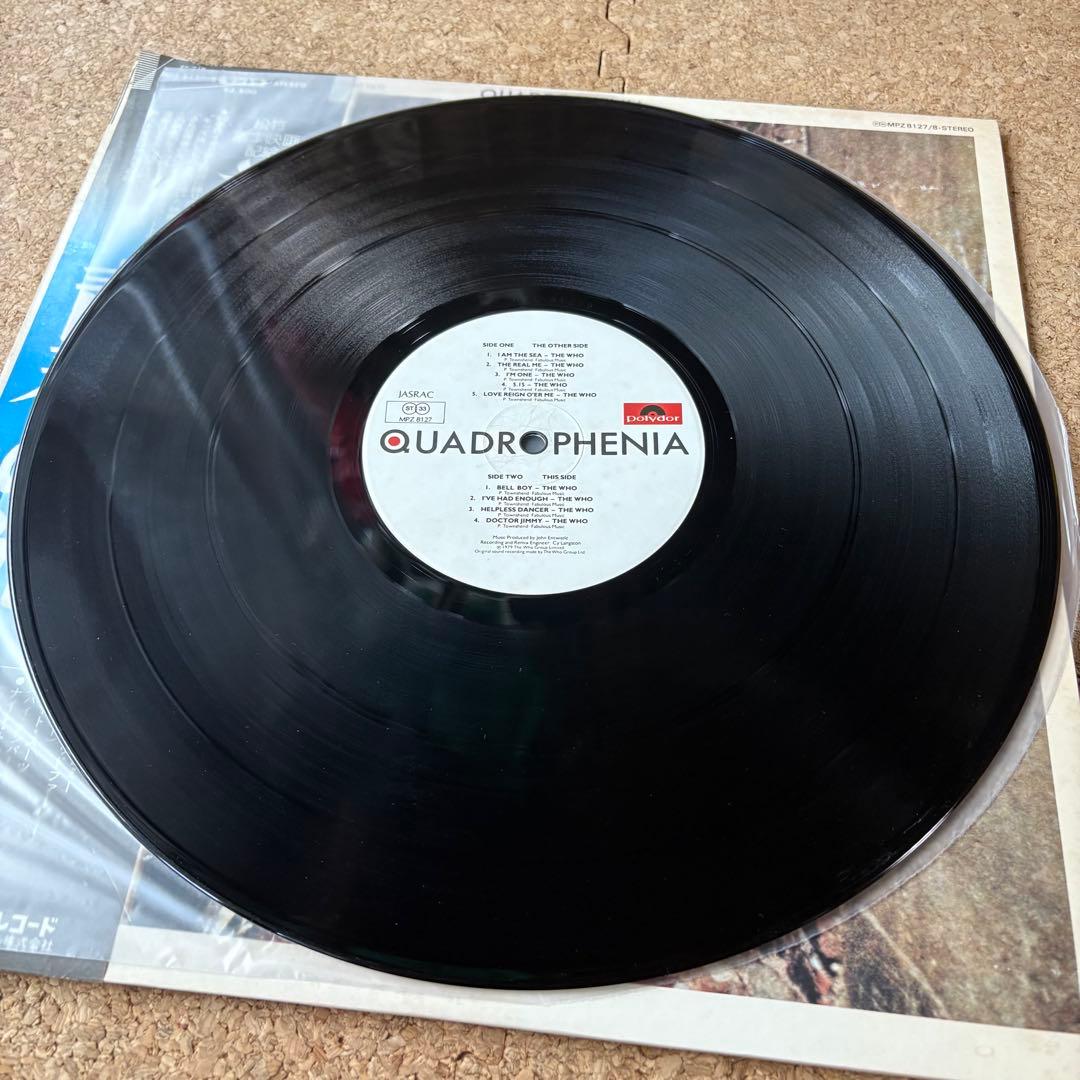 MPZ 8127/8・STEREO
SIDE ONE THE OTHER SIDE
1. I AM THE SEA – THE WHO
P. Townshend Fabulous Music
2. THE REAL ME – THE WHO
P. Townshend Fabulous Music
3. I'M ONE – THE WHO
P. Townshend Fabulous Music
4. 5.15 – THE WHO
P. Townshend Fabulous Music
5. LOVE REIGN O'ER ME – THE WHO
P. Townshend Fabulous Music
JASRAC
ST 33
MPZ 8127
polydor
QUADROPHENIA
SIDE TWO THIS SIDE
1. BELL BOY – THE WHO
P. Townshend Fabulous Music
2. I'VE HAD ENOUGH – THE WHO
P. Townshend Fabulous Music
3. HELPLESS DANCER – THE WHO
P. Townshend Fabulous Music
4. DOCTOR JIMMY – THE WHO
P. Townshend Fabulous Music
Music Produced by John Entwistle
Recording and Remix Engineer: Cy Langston
℗ 1979 The Who Group Limited
Original sound recording made by The Who Group Ltd
レコード
株式会社